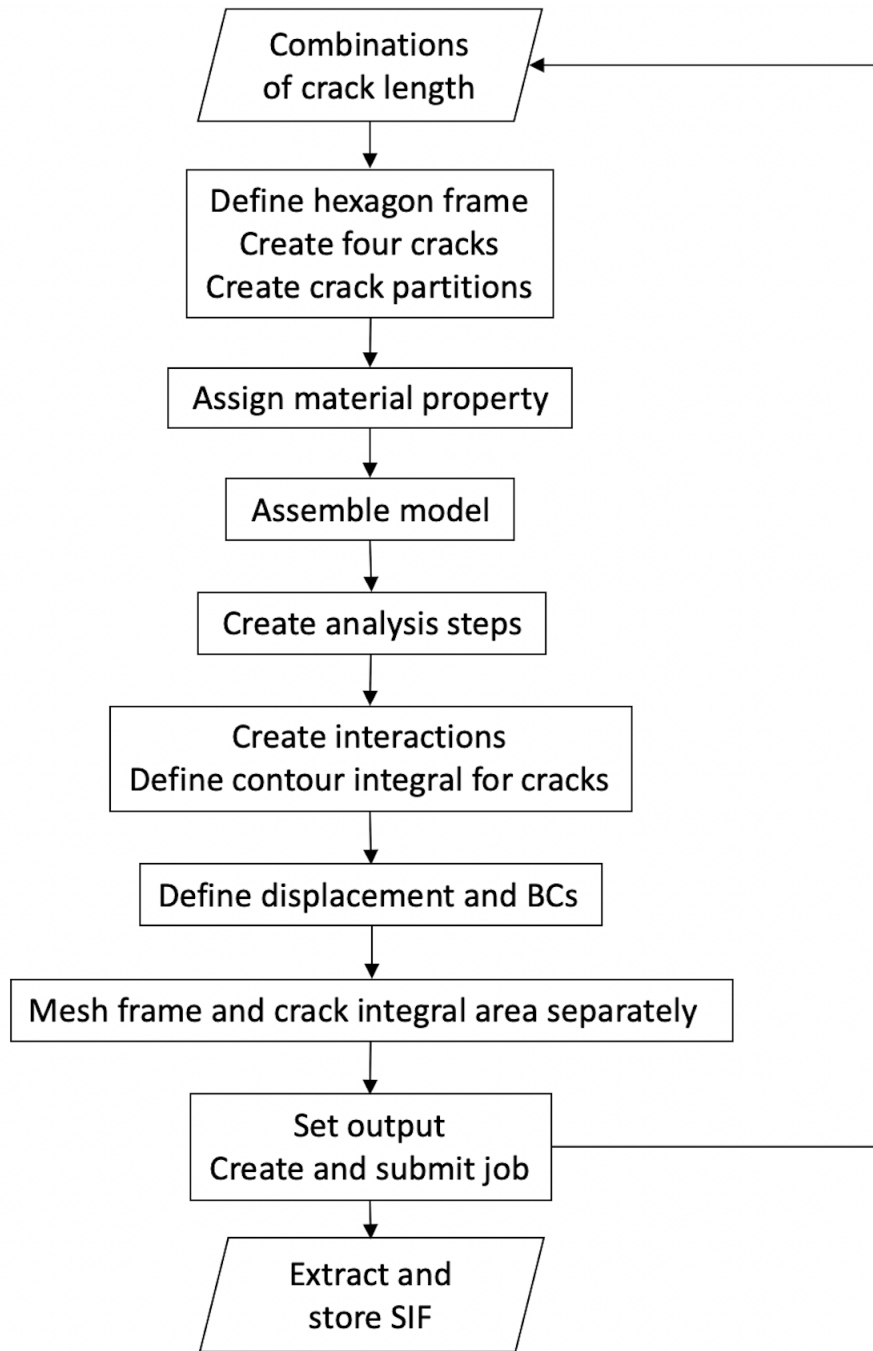 Combinations
of crack length
Define hexagon frame
Create four cracks
Create crack partitions
Assign material property
Assemble model
Create analysis steps
Create interactions
Define contour integral for cracks
Define displacement and BCs
Mesh frame and crack integral area separately
Set output
Create and submit job
Extract and
store SIF